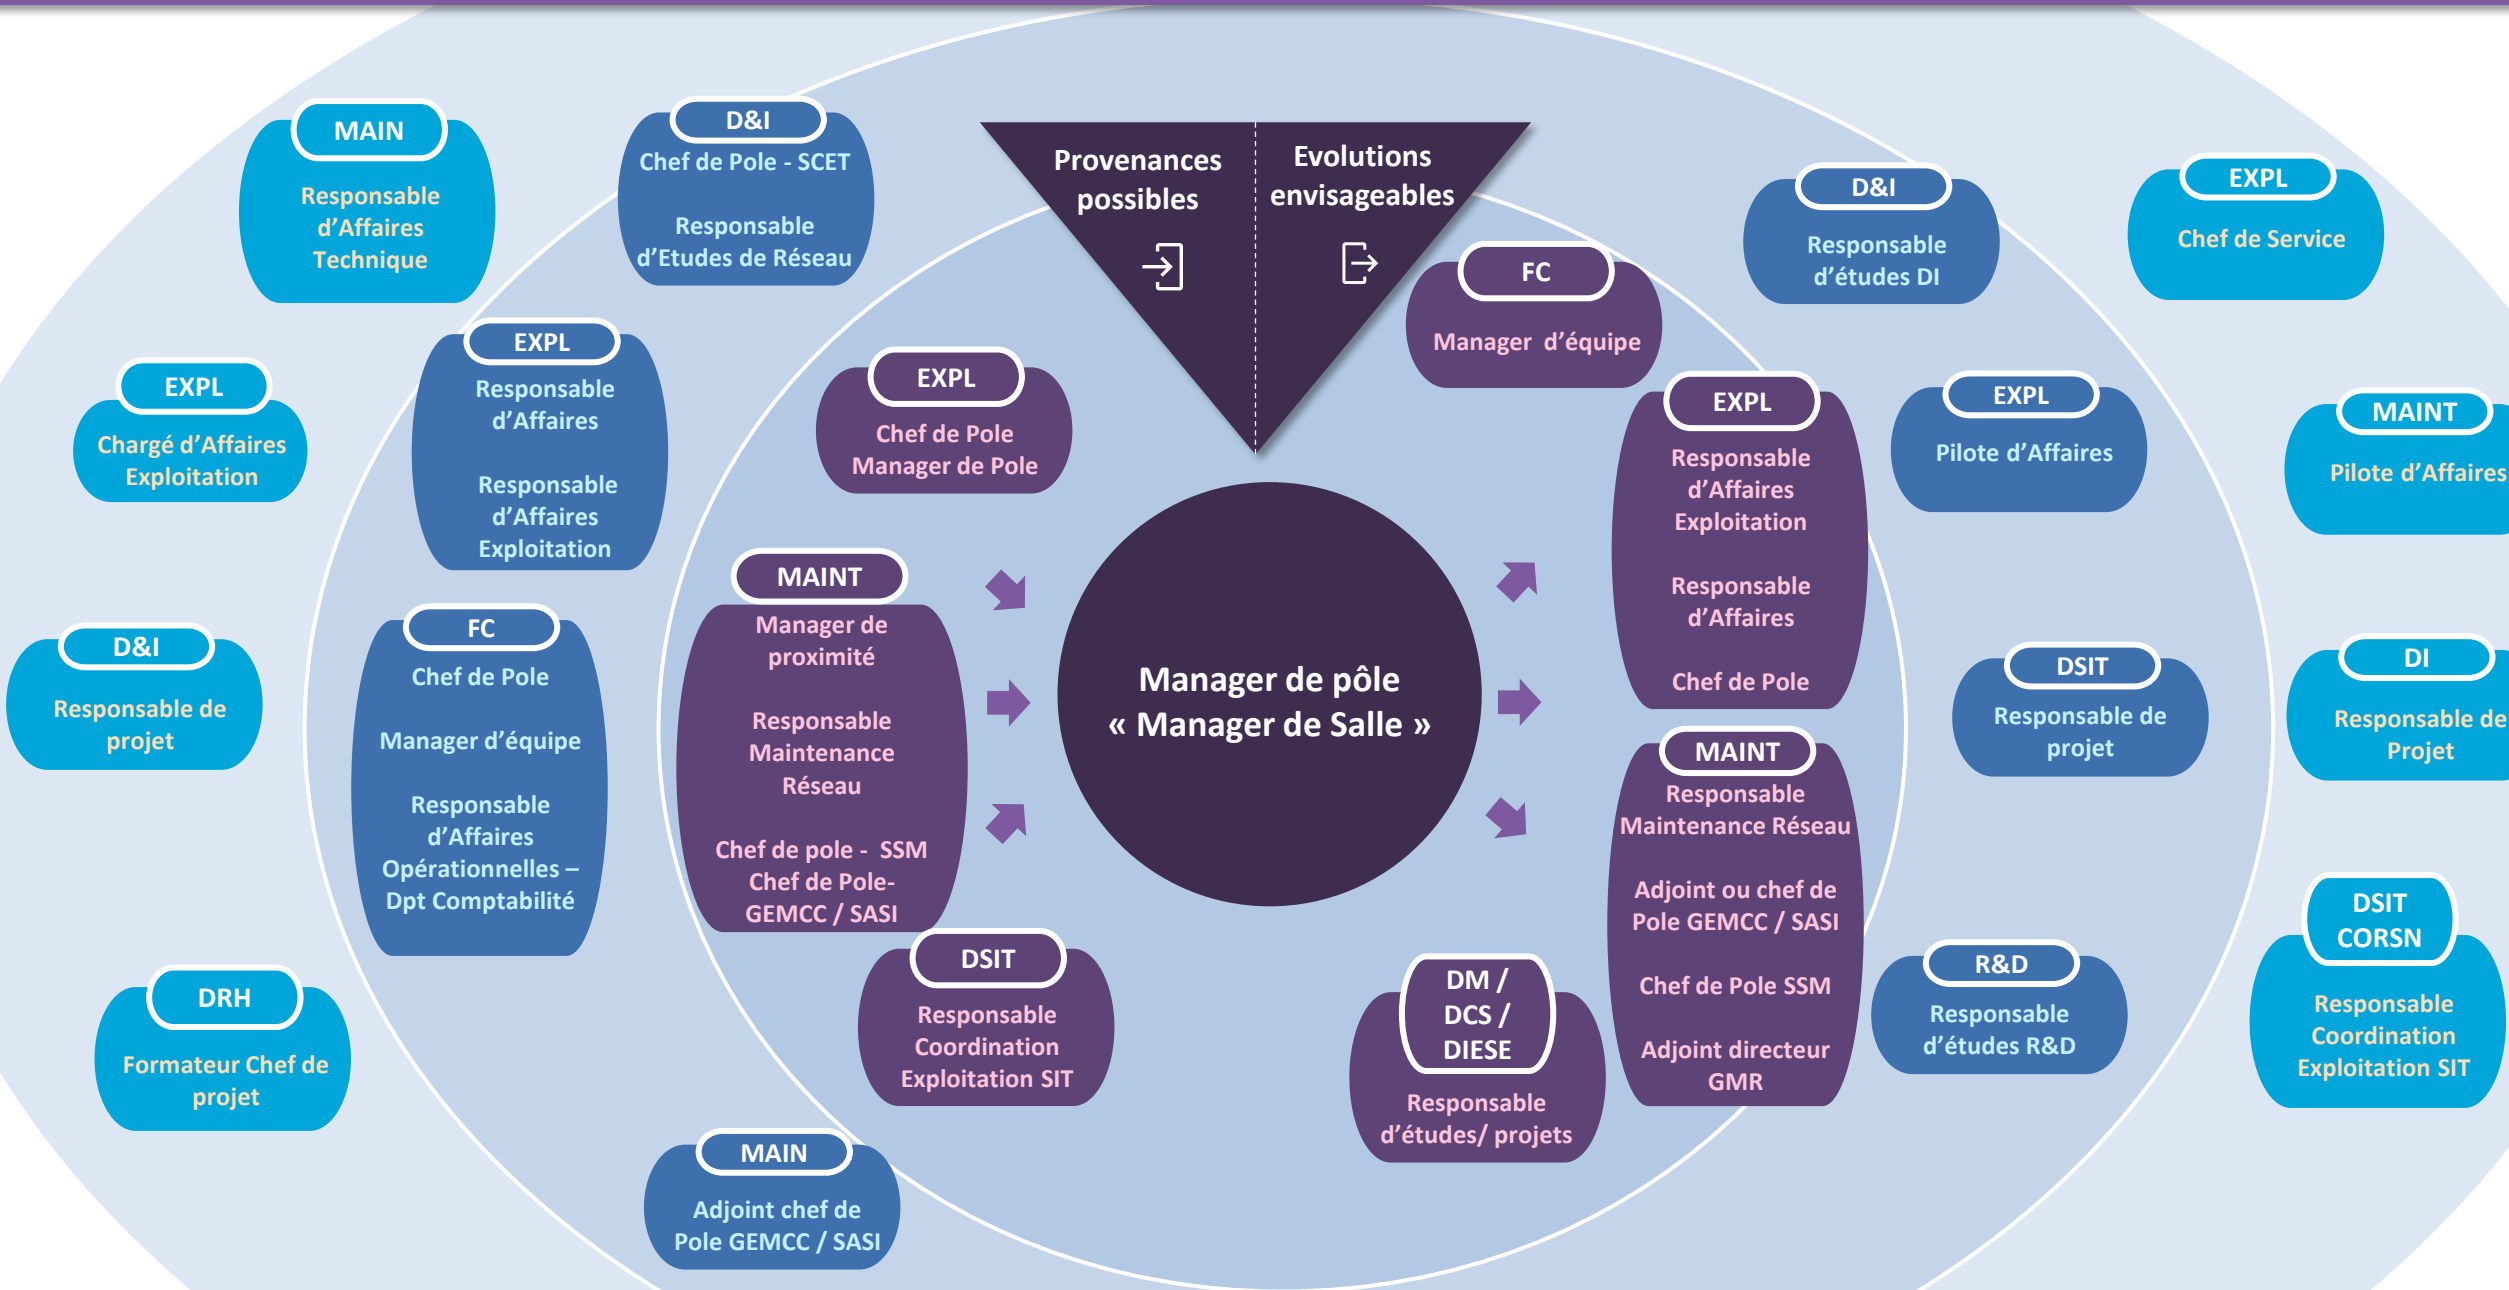 Provenances
possibles
Evolutions
envisageables
MAIN
Responsable
d’Affaires
Technique
D&I
Chef de Pole - SCET
Responsable
d’Etudes de Réseau
EXPL
Responsable
d’Affaires
Responsable
d’Affaires
Exploitation
EXPL
Chargé d’Affaires
Exploitation
EXPL
Chef de Pole
Manager de Pole
MAINT
Manager de
proximité
Responsable
Maintenance
Réseau
Chef de pole - SSM
Chef de Pole-
GEMCC / SASI
D&I
Responsable de
projet
FC
Chef de Pole
Manager d’équipe
Responsable
d’Affaires
Opérationnelles –
Dpt Comptabilité
DRH
Formateur Chef de
projet
DSIT
Responsable
Coordination
Exploitation SIT
MAIN
Adjoint chef de
Pole GEMCC / SASI
Manager de pôle
« Manager de Salle »
FC
Manager d’équipe
D&I
Responsable
d’études DI
EXPL
Chef de Service
EXPL
Responsable
d’Affaires
Exploitation
Responsable
d’Affaires
Chef de Pole
EXPL
Pilote d’Affaires
MAINT
Pilote d’Affaires
DSIT
Responsable de
projet
DI
Responsable de
Projet
MAINT
Responsable
Maintenance Réseau
Adjoint ou chef de
Pole GEMCC / SASI
Chef de Pole SSM
Adjoint directeur
GMR
DM /
DCS /
DIESE
Responsable
d’études/ projets
R&D
Responsable
d’études R&D
DSIT
CORSN
Responsable
Coordination
Exploitation SIT